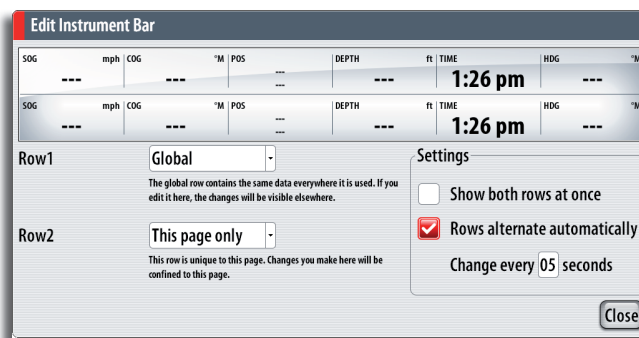 Edit Instrument Bar
SOG mph COG °M POS DEPTH ft TIME HDG °M
--- --- --- --- 1:26 pm ---
---
SOG mph COG °M POS DEPTH ft TIME HDG °M
--- --- --- --- 1:26 pm ---
---
Row1 Global
The global row contains the same data everywhere it is used. If you
edit it here, the changes will be visible elsewhere.
Row2 This page only
This row is unique to this page. Changes you make here will be
confined to this page.
Settings
Show both rows at once
Rows alternate automatically
Change every 05 seconds
Close